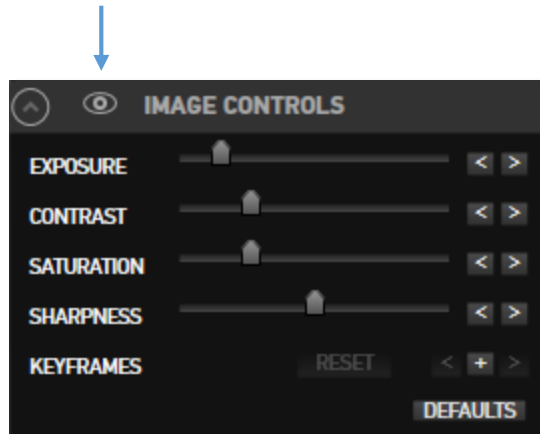 IMAGE CONTROLS
EXPOSURE < >
CONTRAST < >
SATURATION < >
SHARPNESS < >
KEYFRAMES RESET < + >
DEFAULTS